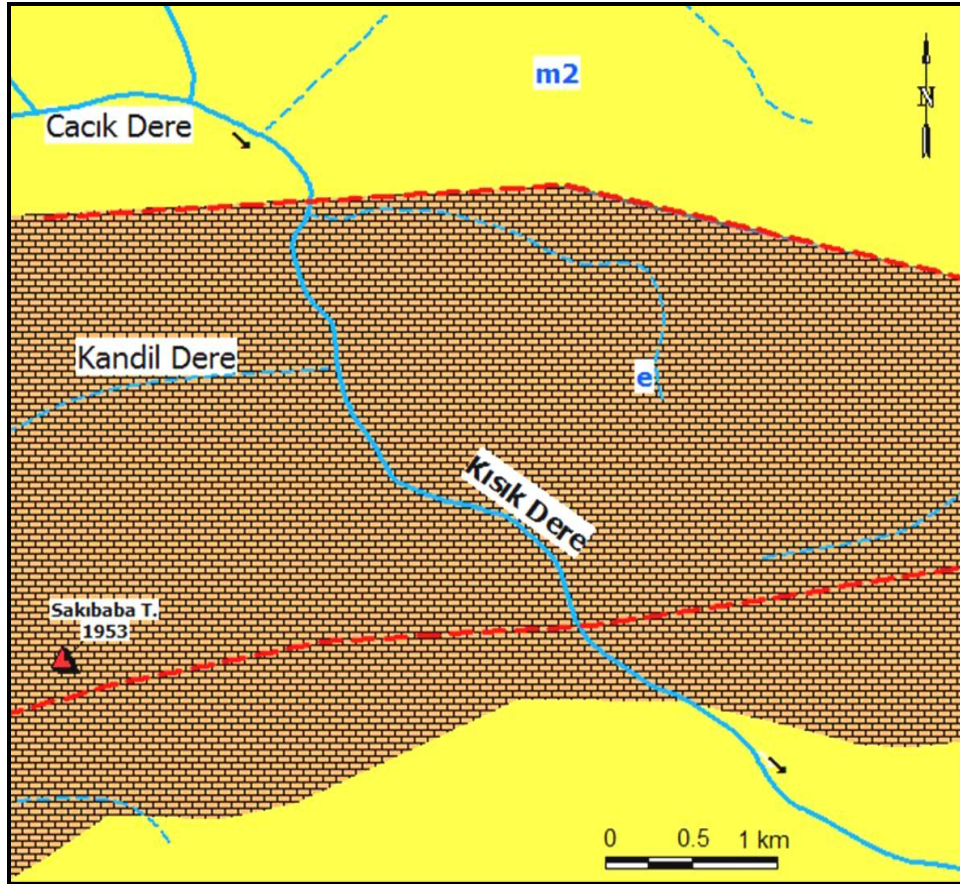 m2
N
Cacık Dere
Kandil Dere
e
Kısık Dere
Sakıbaba T.
1953
0 0.5 1 km